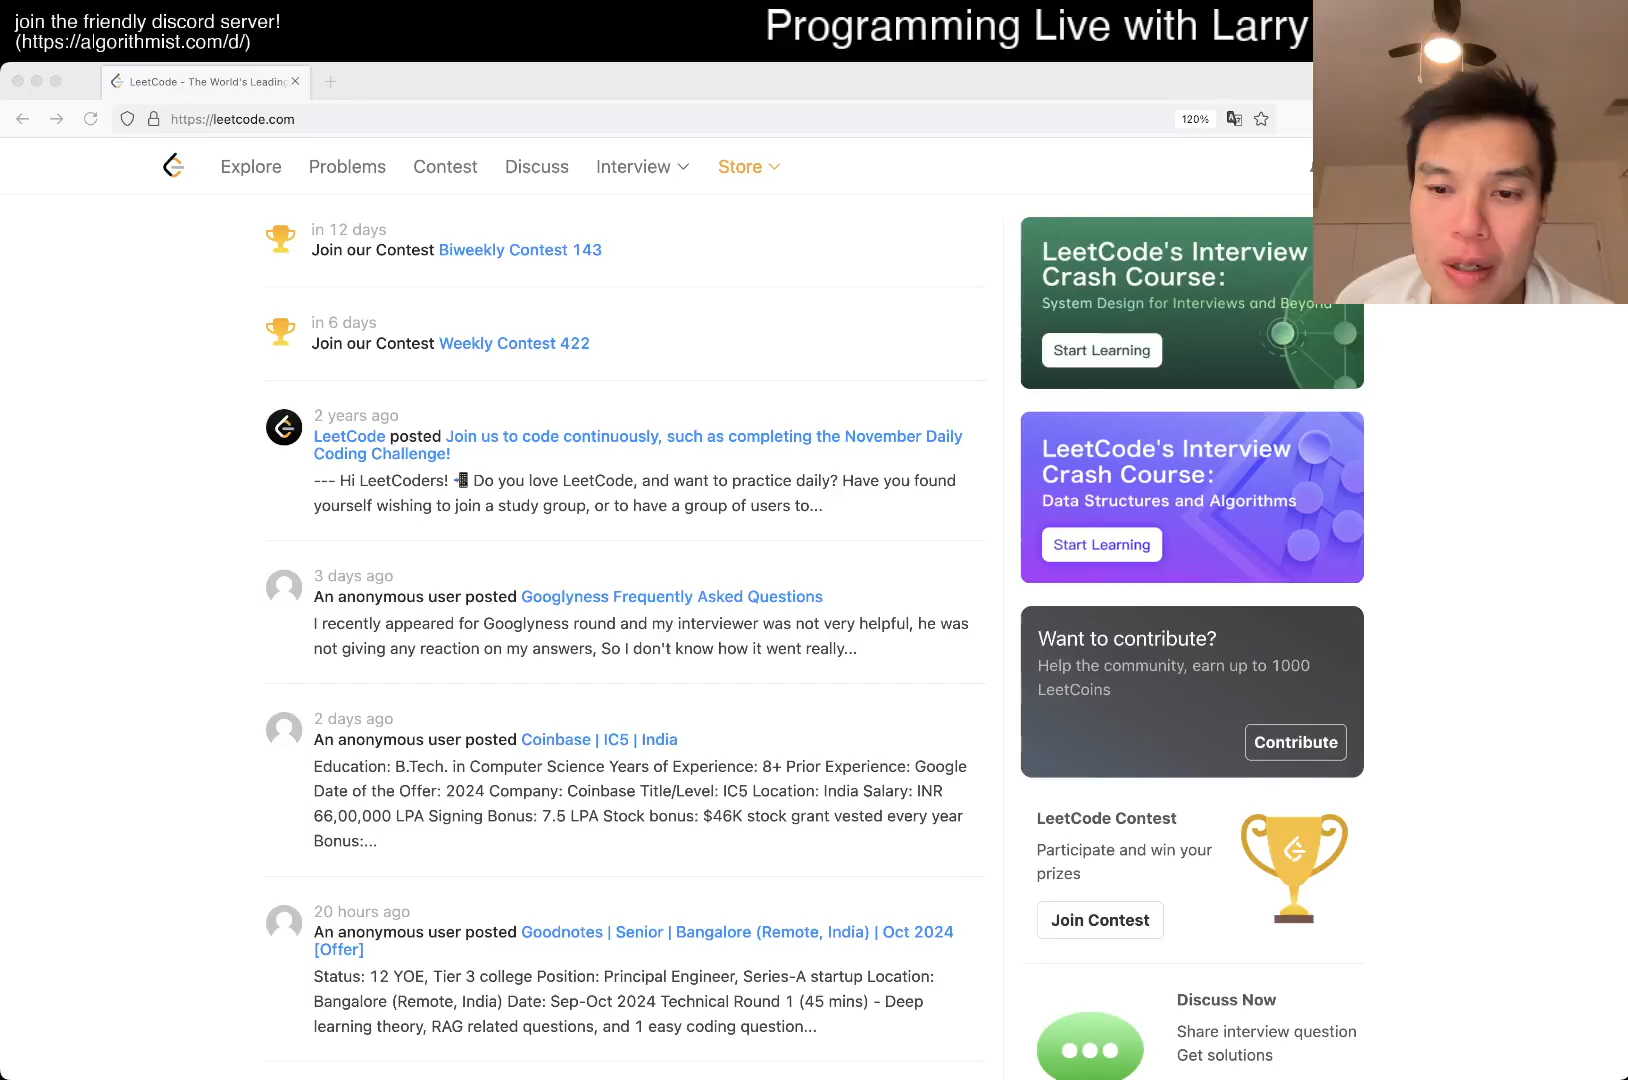 join the friendly discord server!
(https://algorithmist.com/d/)
Programming Live with Larry
LeetCode - The World's Leading
https://leetcode.com
120%
Explore
Problems
Contest
Discuss
Interview
Store
in 12 days
Join our Contest Biweekly Contest 143
in 6 days
Join our Contest Weekly Contest 422
2 years ago
LeetCode posted Join us to code continuously, such as completing the November Daily
Coding Challenge!
--- Hi LeetCoders! 📲 Do you love LeetCode, and want to practice daily? Have you found
yourself wishing to join a study group, or to have a group of users to...
3 days ago
An anonymous user posted Googlyness Frequently Asked Questions
I recently appeared for Googlyness round and my interviewer was not very helpful, he was
not giving any reaction on my answers, So I don't know how it went really...
2 days ago
An anonymous user posted Coinbase | IC5 | India
Education: B.Tech. in Computer Science Years of Experience: 8+ Prior Experience: Google
Date of the Offer: 2024 Company: Coinbase Title/Level: IC5 Location: India Salary: INR
66,00,000 LPA Signing Bonus: 7.5 LPA Stock bonus: $46K stock grant vested every year
Bonus:...
20 hours ago
An anonymous user posted Goodnotes | Senior | Bangalore (Remote, India) | Oct 2024
[Offer]
Status: 12 YOE, Tier 3 college Position: Principal Engineer, Series-A startup Location:
Bangalore (Remote, India) Date: Sep-Oct 2024 Technical Round 1 (45 mins) - Deep
learning theory, RAG related questions, and 1 easy coding question...
LeetCode's Interview
Crash Course:
System Design for Interviews and Beyond
Start Learning
LeetCode's Interview
Crash Course:
Data Structures and Algorithms
Start Learning
Want to contribute?
Help the community, earn up to 1000
LeetCoins
Contribute
LeetCode Contest
Participate and win your
prizes
Join Contest
Discuss Now
Share interview question
Get solutions